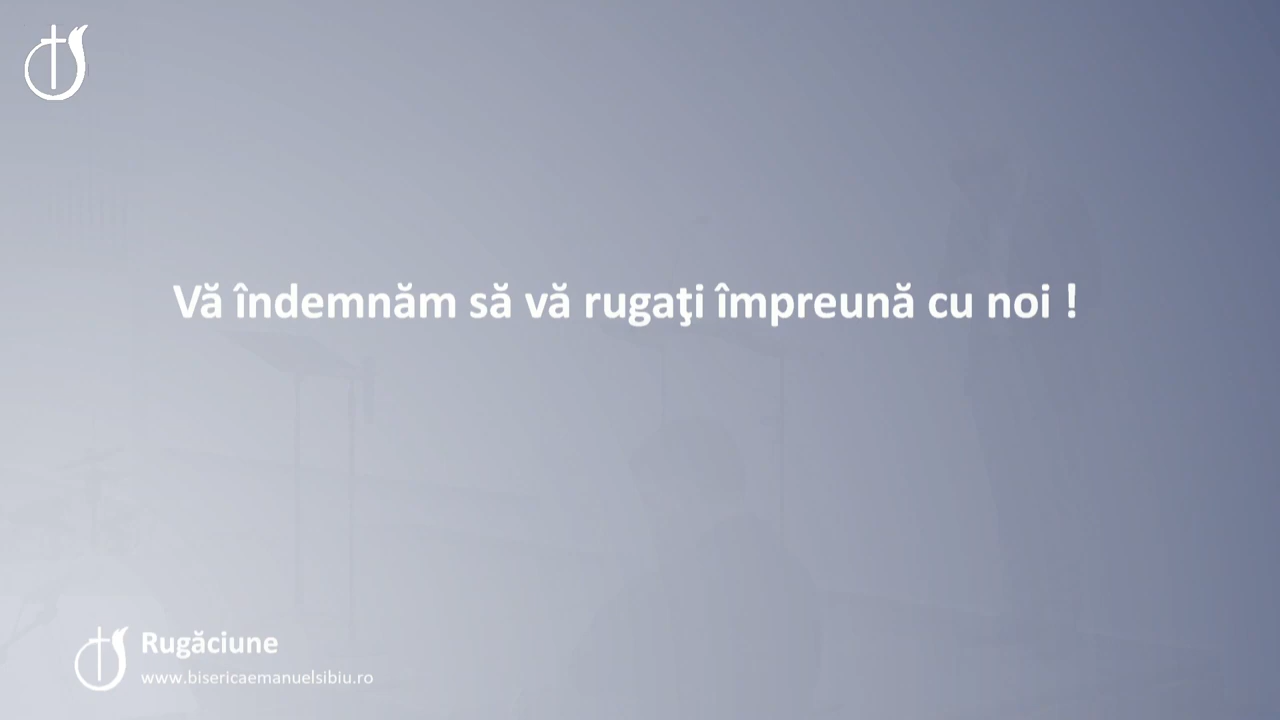 Vă îndemnăm să vă rugaţi împreună cu noi !
Rugăciune
www.bisericaemanuelsibiu.ro